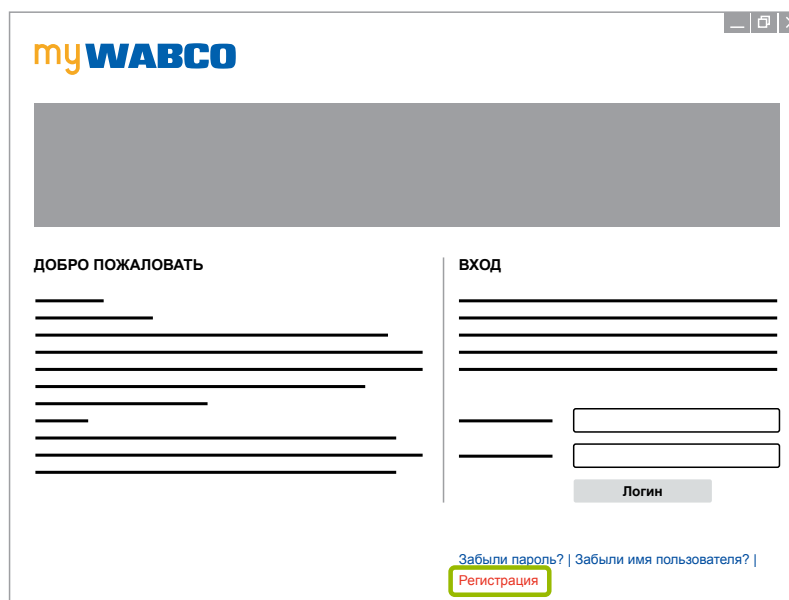 myWABCO
ДОБРО ПОЖАЛОВАТЬ
ВХОД
Логин
Забыли пароль? | Забыли имя пользователя? |
Регистрация